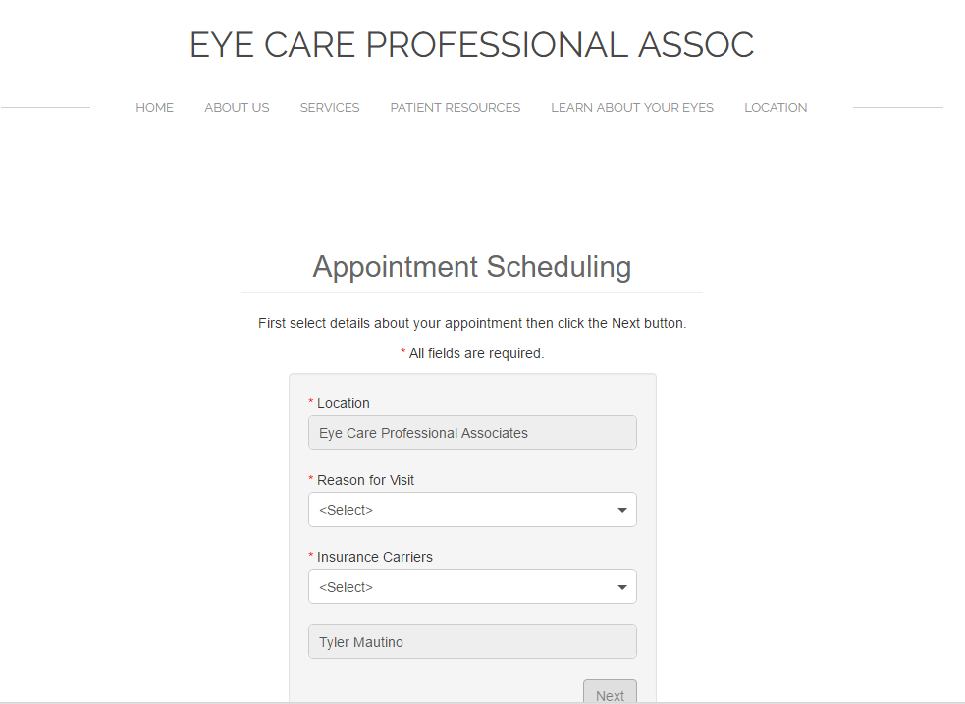 EYE CARE PROFESSIONAL ASSOC
HOME ABOUT US SERVICES PATIENT RESOURCES LEARN ABOUT YOUR EYES LOCATION
Appointment Scheduling
First select details about your appointment then click the Next button.
* All fields are required.
* Location
Eye Care Professional Associates
* Reason for Visit
<Select>
* Insurance Carriers
<Select>
Tyler Mautino
Next